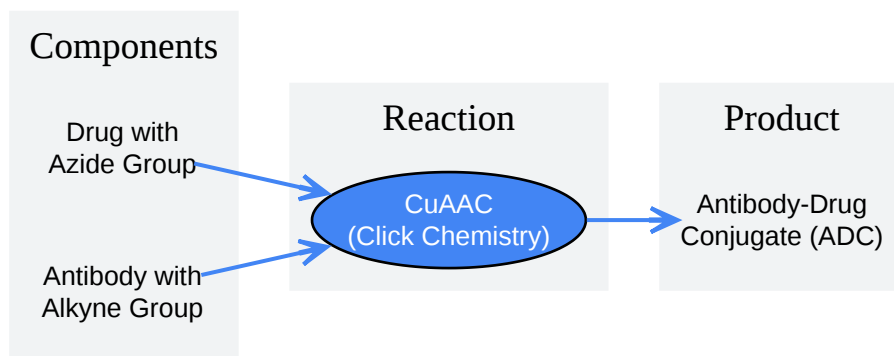 Components
Drug with
Azide Group
Antibody with
Alkyne Group
Reaction
CuAAC
(Click Chemistry)
Product
Antibody-Drug
Conjugate (ADC)